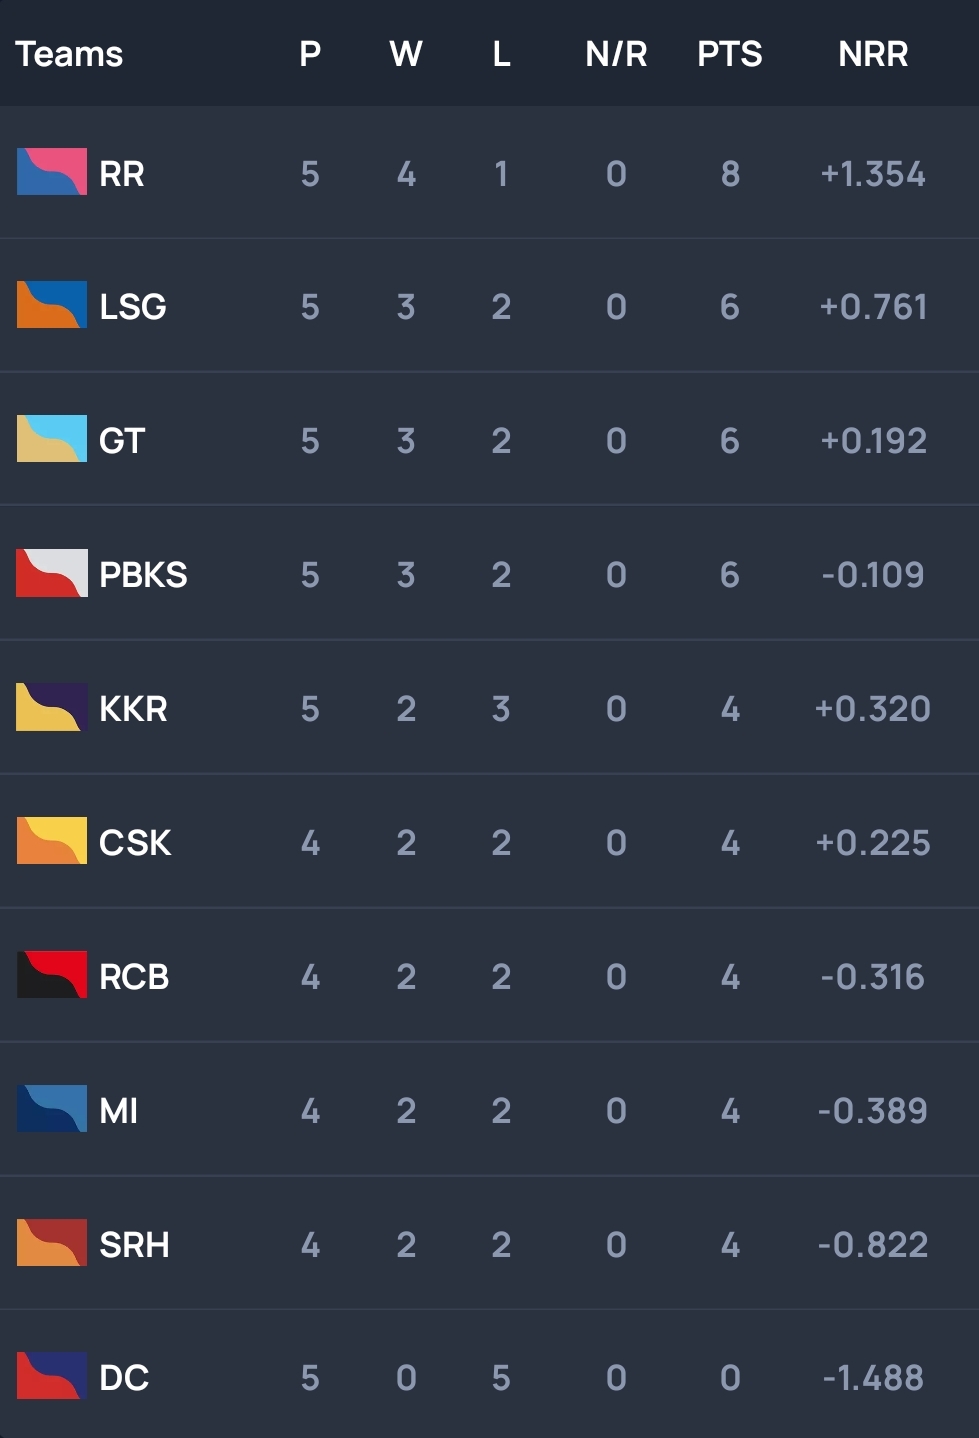 Teams P W L N/R PTS NRR
RR 5 4 1 0 8 +1.354
LSG 5 3 2 0 6 +0.761
GT 5 3 2 0 6 +0.192
PBKS 5 3 2 0 6 -0.109
KKR 5 2 3 0 4 +0.320
CSK 4 2 2 0 4 +0.225
RCB 4 2 2 0 4 -0.316
MI 4 2 2 0 4 -0.389
SRH 4 2 2 0 4 -0.822
DC 5 0 5 0 0 -1.488